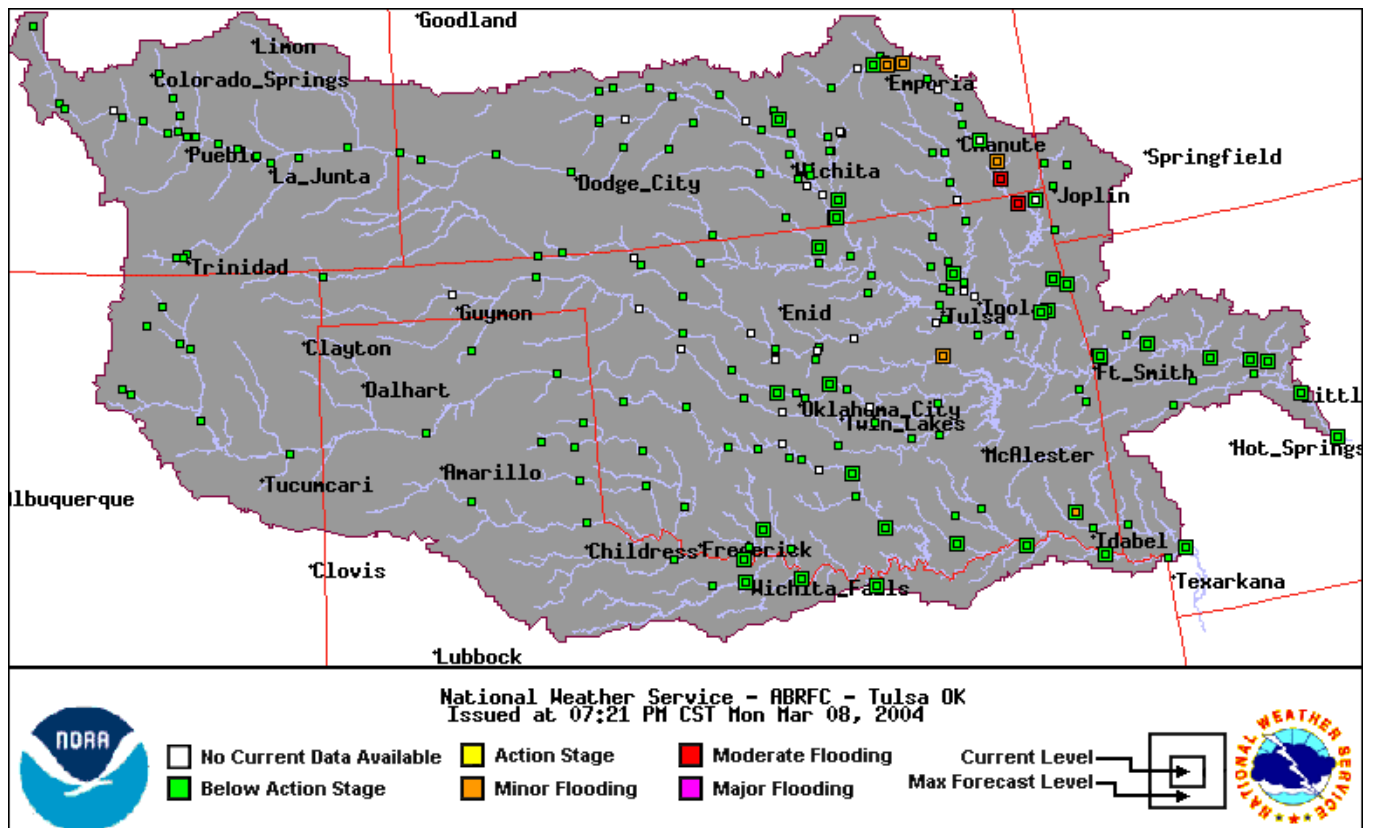 Goodland
Limon
Colorado_Springs
Emporia
Chanute
Springfield
Pueblo
La_Junta
Dodge_City
Wichita
Joplin
Trinidad
Guymon
Enid
Tulsa
Clayton
Dalhart
Ft_Smith
Oklahoma_City
Twin_Lakes
Littl
Hot_Springs
McAlester
Amarillo
Tucumcari
lbuquerque
Childress
Frederick
Idabel
Clovis
Wichita_Falls
Texarkana
Lubbock
National Weather Service - ABRFC - Tulsa OK
Issued at 07:21 PM CST Mon Mar 08, 2004
NOAA
No Current Data Available
Action Stage
Moderate Flooding
Current Level
Below Action Stage
Minor Flooding
Major Flooding
Max Forecast Level
NATIONAL WEATHER SERVICE